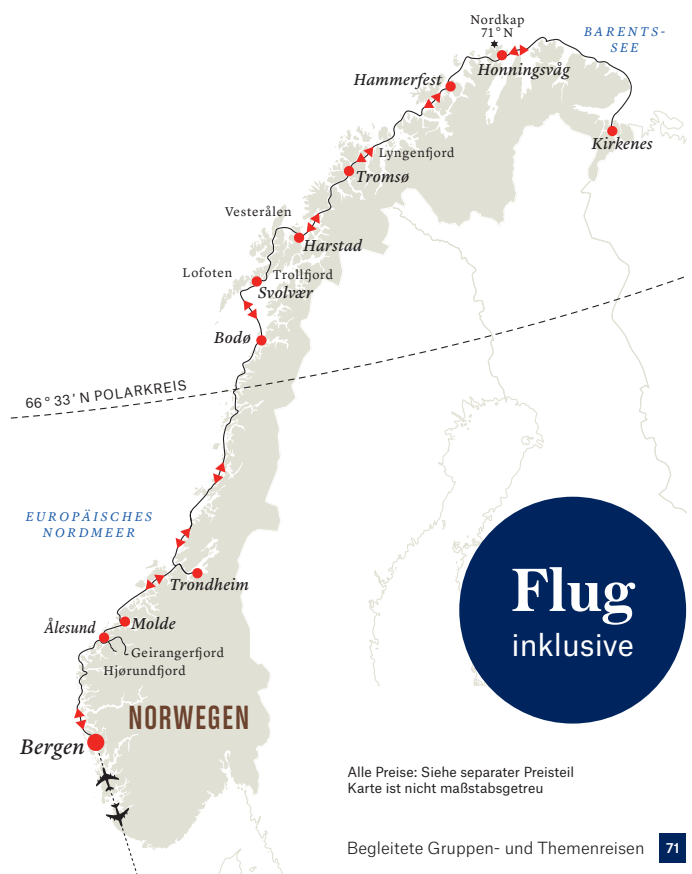 Nordkap
71°N
BARENTS-
SEE
Honningsvåg
Hammerfest
Kirkenes
Lyngenfjord
Tromsø
Vesterålen
Harstad
Lofoten
Trollfjord
Svolvær
Bodø
66°33'N POLARKREIS
EUROPÄISCHES
NORDMEER
Trondheim
Molde
Ålesund
Geirangerfjord
Hjørundfjord
NORWEGEN
Bergen
Flug
inklusive
Alle Preise: Siehe separater Preisteil
Karte ist nicht maßstabsgetreu
Begleitete Gruppen- und Themenreisen 71